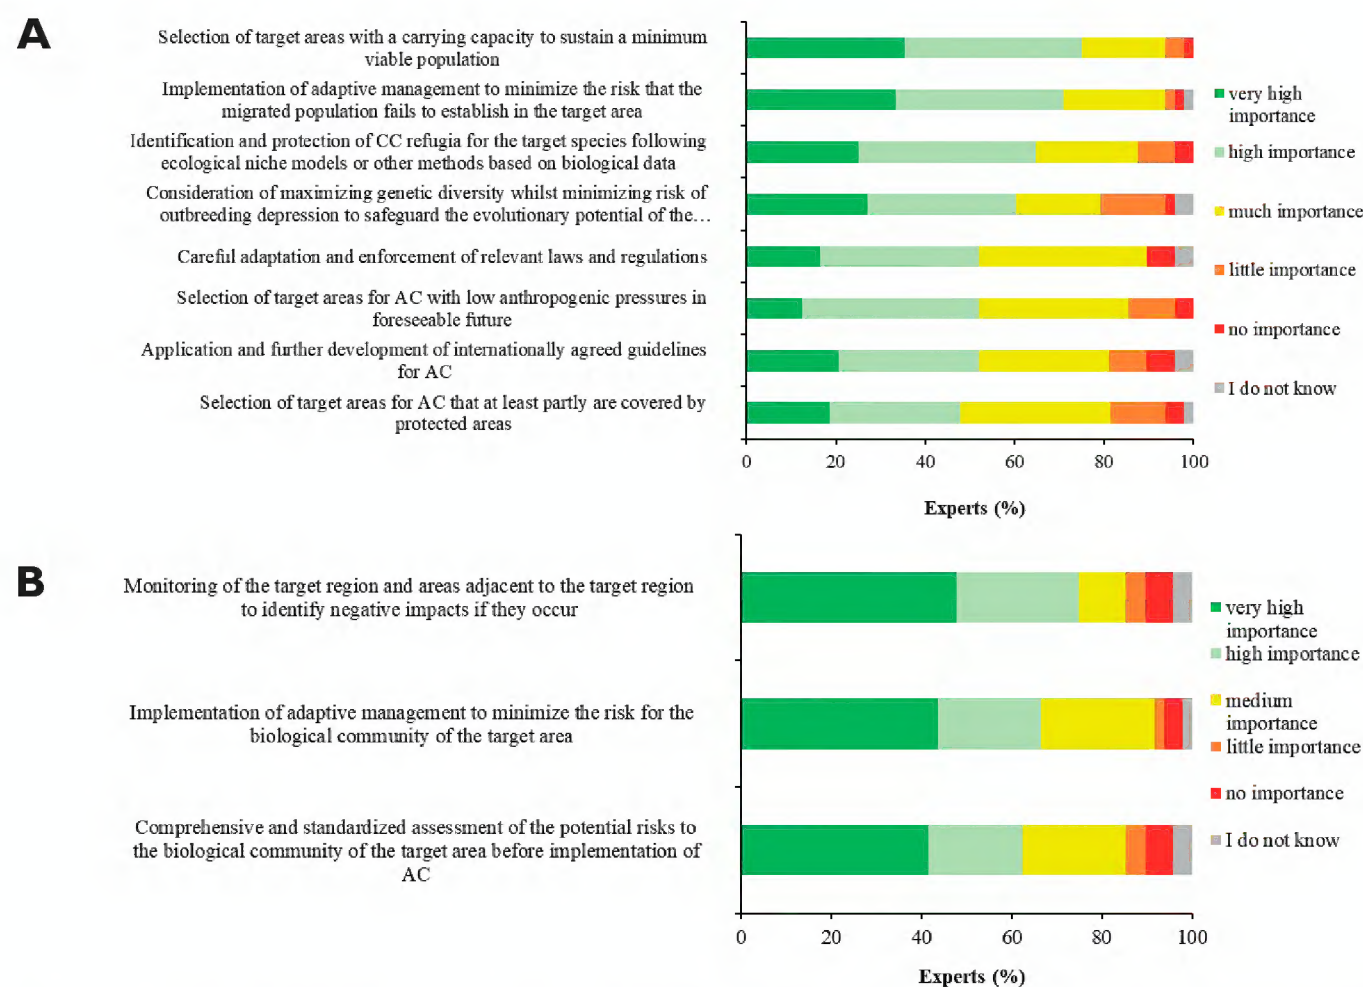 A
Selection of target areas with a carrying capacity to sustain a minimum
viable population
Implementation of adaptive management to minimize the risk that the
migrated population fails to establish in the target area
Identification and protection of CC refugia for the target species following
ecological niche models or other methods based on biological data
Consideration of maximizing genetic diversity whilst minimizing risk of
outbreeding depression to safeguard the evolutionary potential of the…
Careful adaptation and enforcement of relevant laws and regulations
Selection of target areas for AC with low anthropogenic pressures in
foreseeable future
Application and further development of internationally agreed guidelines
for AC
Selection of target areas for AC that at least partly are covered by
protected areas
0 20 40 60 80 100
Experts (%)
very high
importance
high importance
much importance
little importance
no importance
I do not know
B
Monitoring of the target region and areas adjacent to the target region
to identify negative impacts if they occur
Implementation of adaptive management to minimize the risk for the
biological community of the target area
Comprehensive and standardized assessment of the potential risks to
the biological community of the target area before implementation of
AC
0 20 40 60 80 100
Experts (%)
very high
importance
high importance
medium
importance
little importance
no importance
I do not know